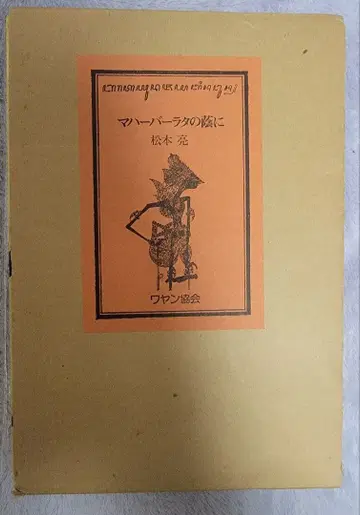 マハーバーラタの蔭に
松本 亮
ワヤン協会